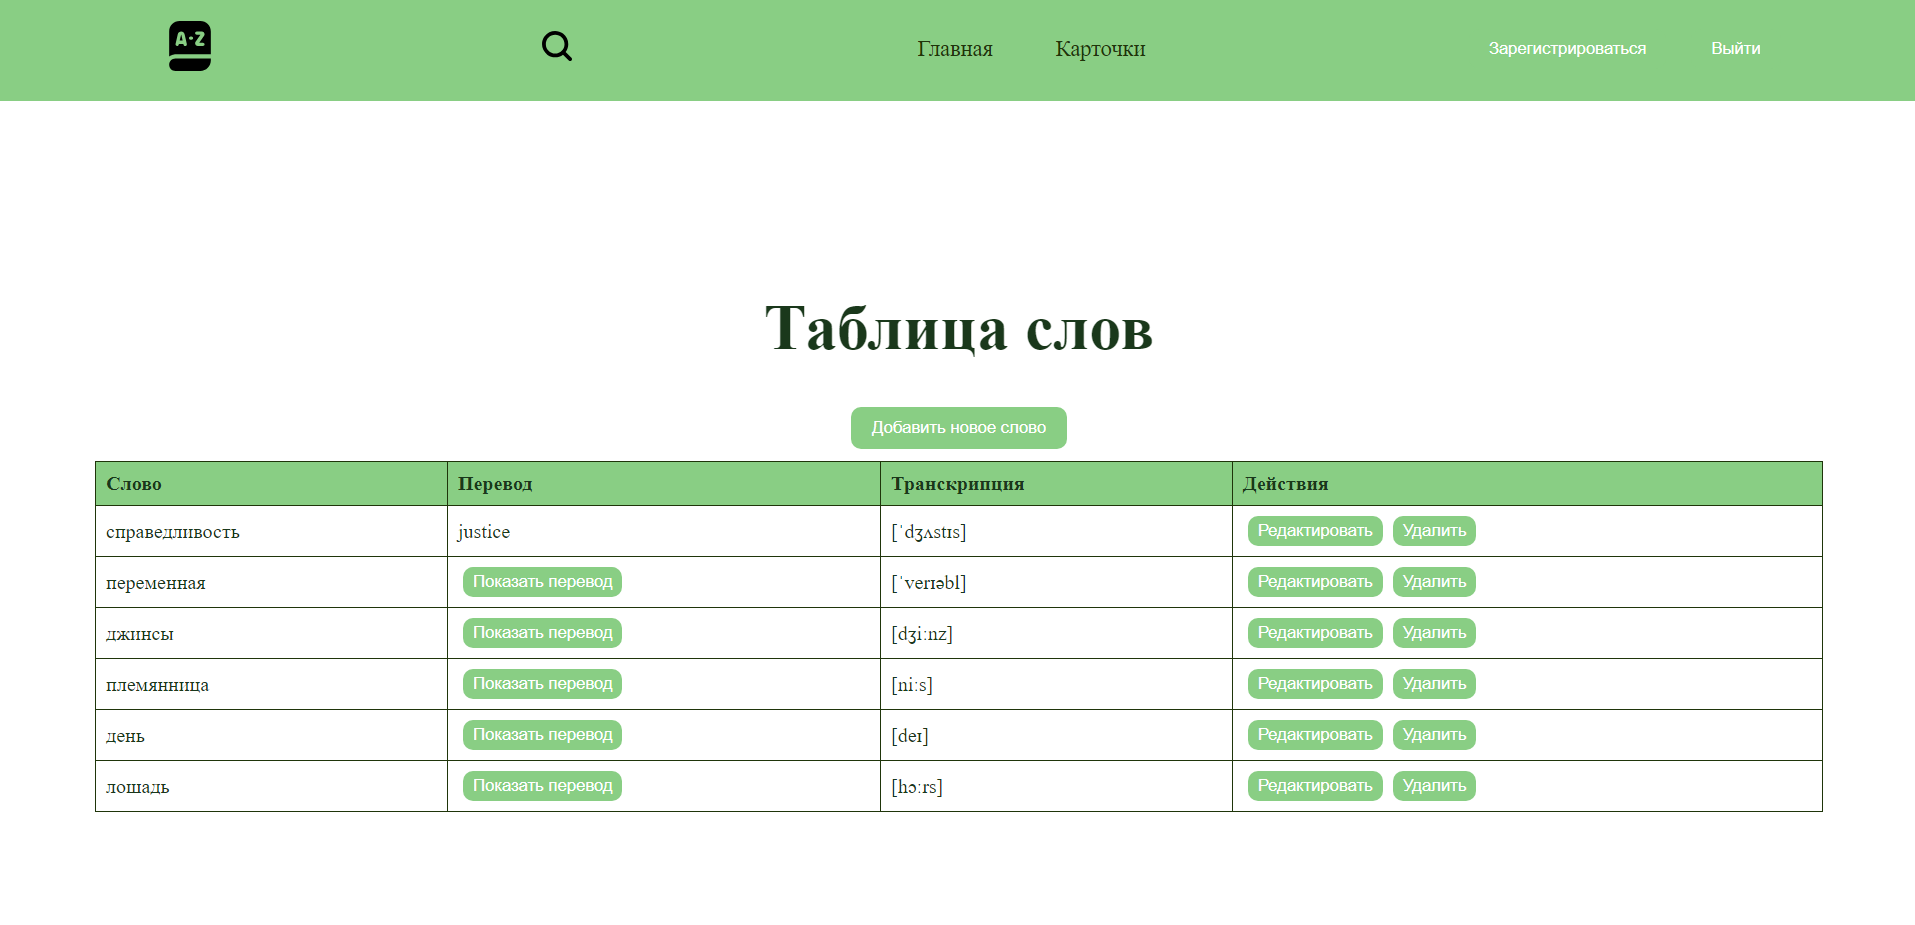 A-Z Главная Карточки Зарегистрироваться Выйти
Таблица слов
Добавить новое слово
Слово Перевод Транскрипция Действия
справедливость justice [ˈdʒʌstɪs] Редактировать Удалить
переменная Показать перевод [ˈverɪəbl] Редактировать Удалить
джинсы Показать перевод [dʒiːnz] Редактировать Удалить
племянница Показать перевод [niːs] Редактировать Удалить
день Показать перевод [deɪ] Редактировать Удалить
лошадь Показать перевод [hɔːrs] Редактировать Удалить